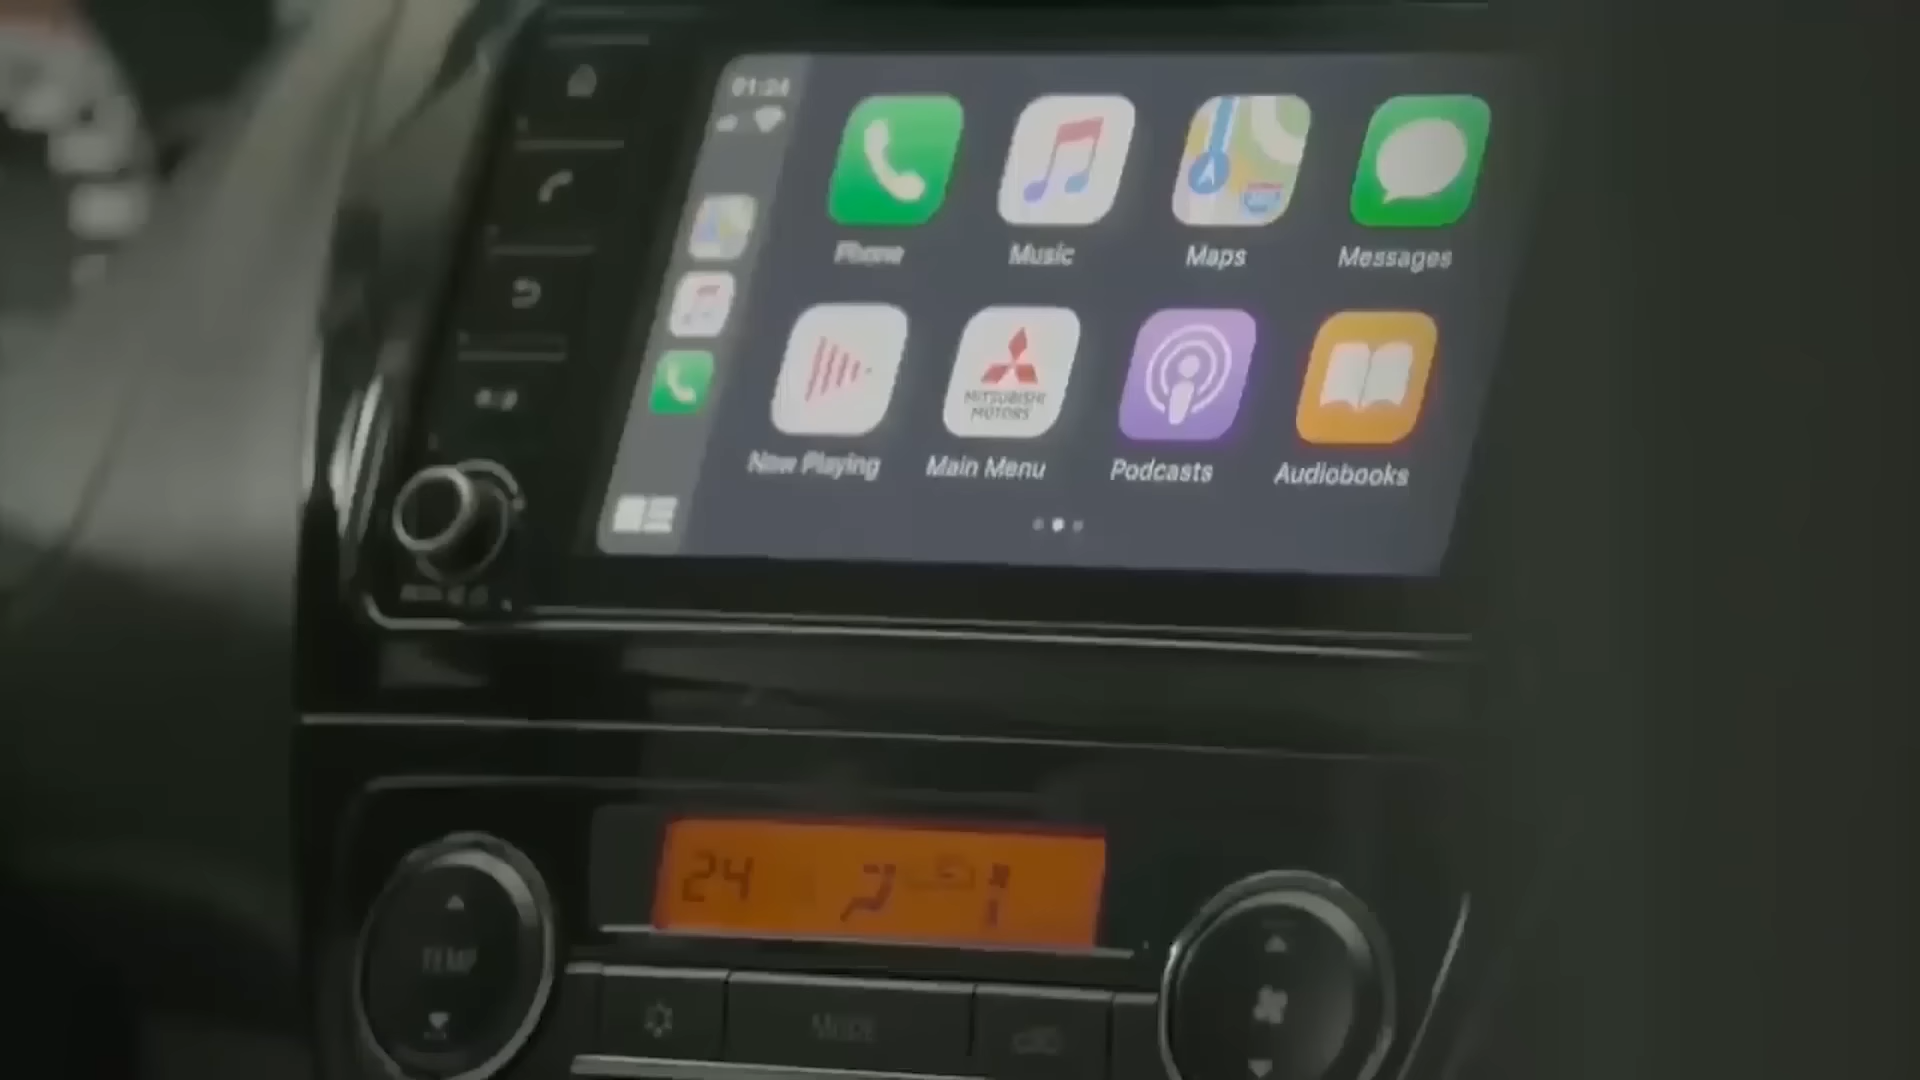 01:24
Phone
Music
Maps
Messages
MITSUBISHI
MOTORS
Now Playing
Main Menu
Podcasts
Audiobooks
24
TEMP
MODE